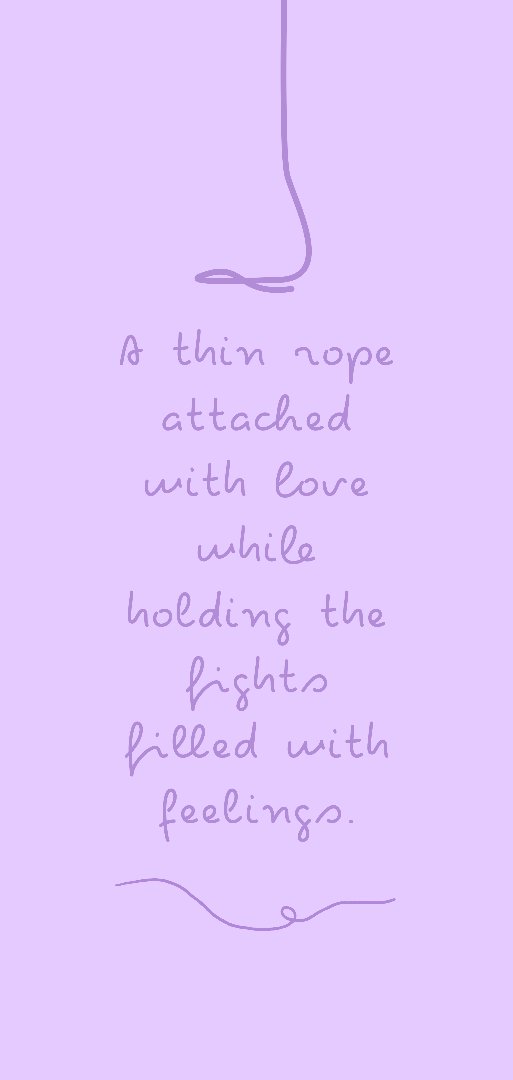 A thin rope
attached
with love
while
holding the
fights
filled with
feelings.